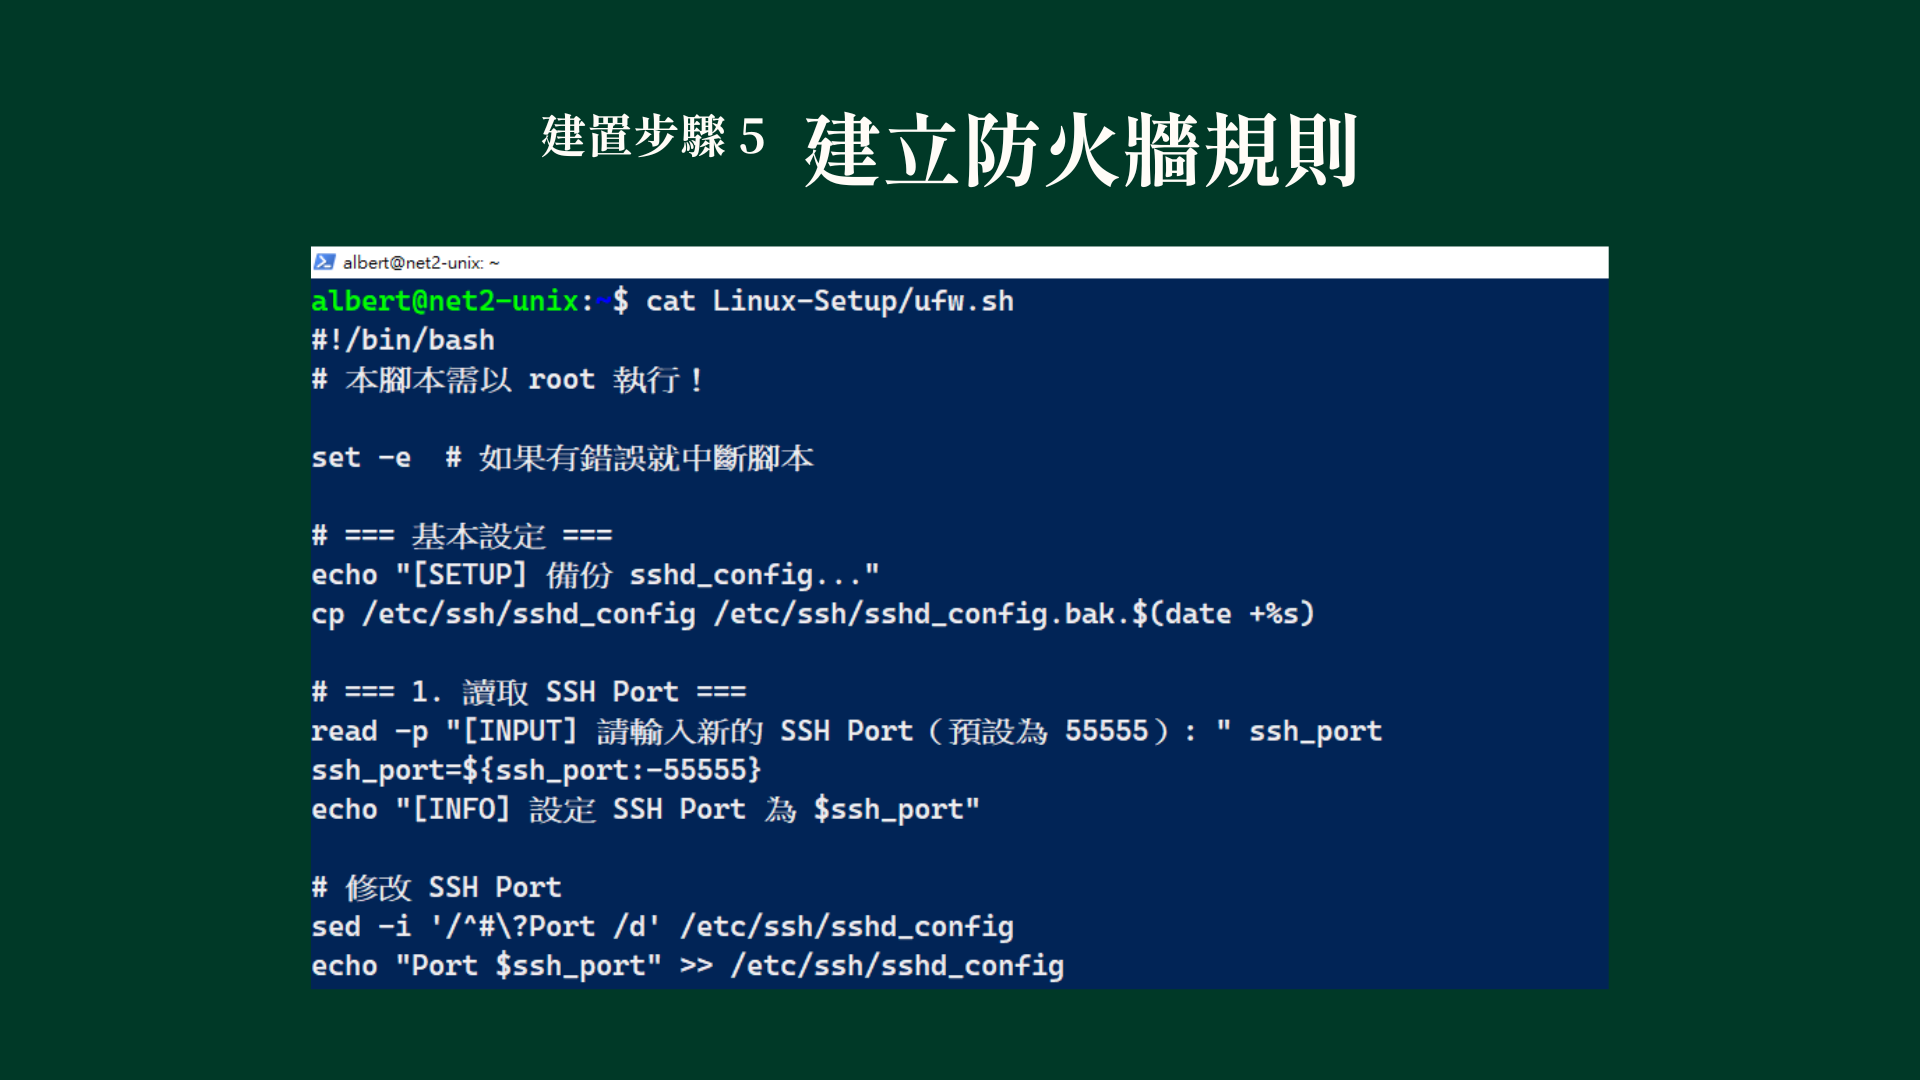 建置步驟 5 建立防火牆規則
albert@net2-unix: ~
albert@net2-unix:~$ cat Linux-Setup/ufw.sh
#!/bin/bash
# 本腳本需以 root 執行！
set -e  # 如果有錯誤就中斷腳本
# === 基本設定 ===
echo "[SETUP] 備份 sshd_config..."
cp /etc/ssh/sshd_config /etc/ssh/sshd_config.bak.$(date +%s)
# === 1. 讀取 SSH Port ===
read -p "[INPUT] 請輸入新的 SSH Port（預設為 55555）: " ssh_port
ssh_port=${ssh_port:-55555}
echo "[INFO] 設定 SSH Port 為 $ssh_port"
# 修改 SSH Port
sed -i '/^#\?Port /d' /etc/ssh/sshd_config
echo "Port $ssh_port" >> /etc/ssh/sshd_config